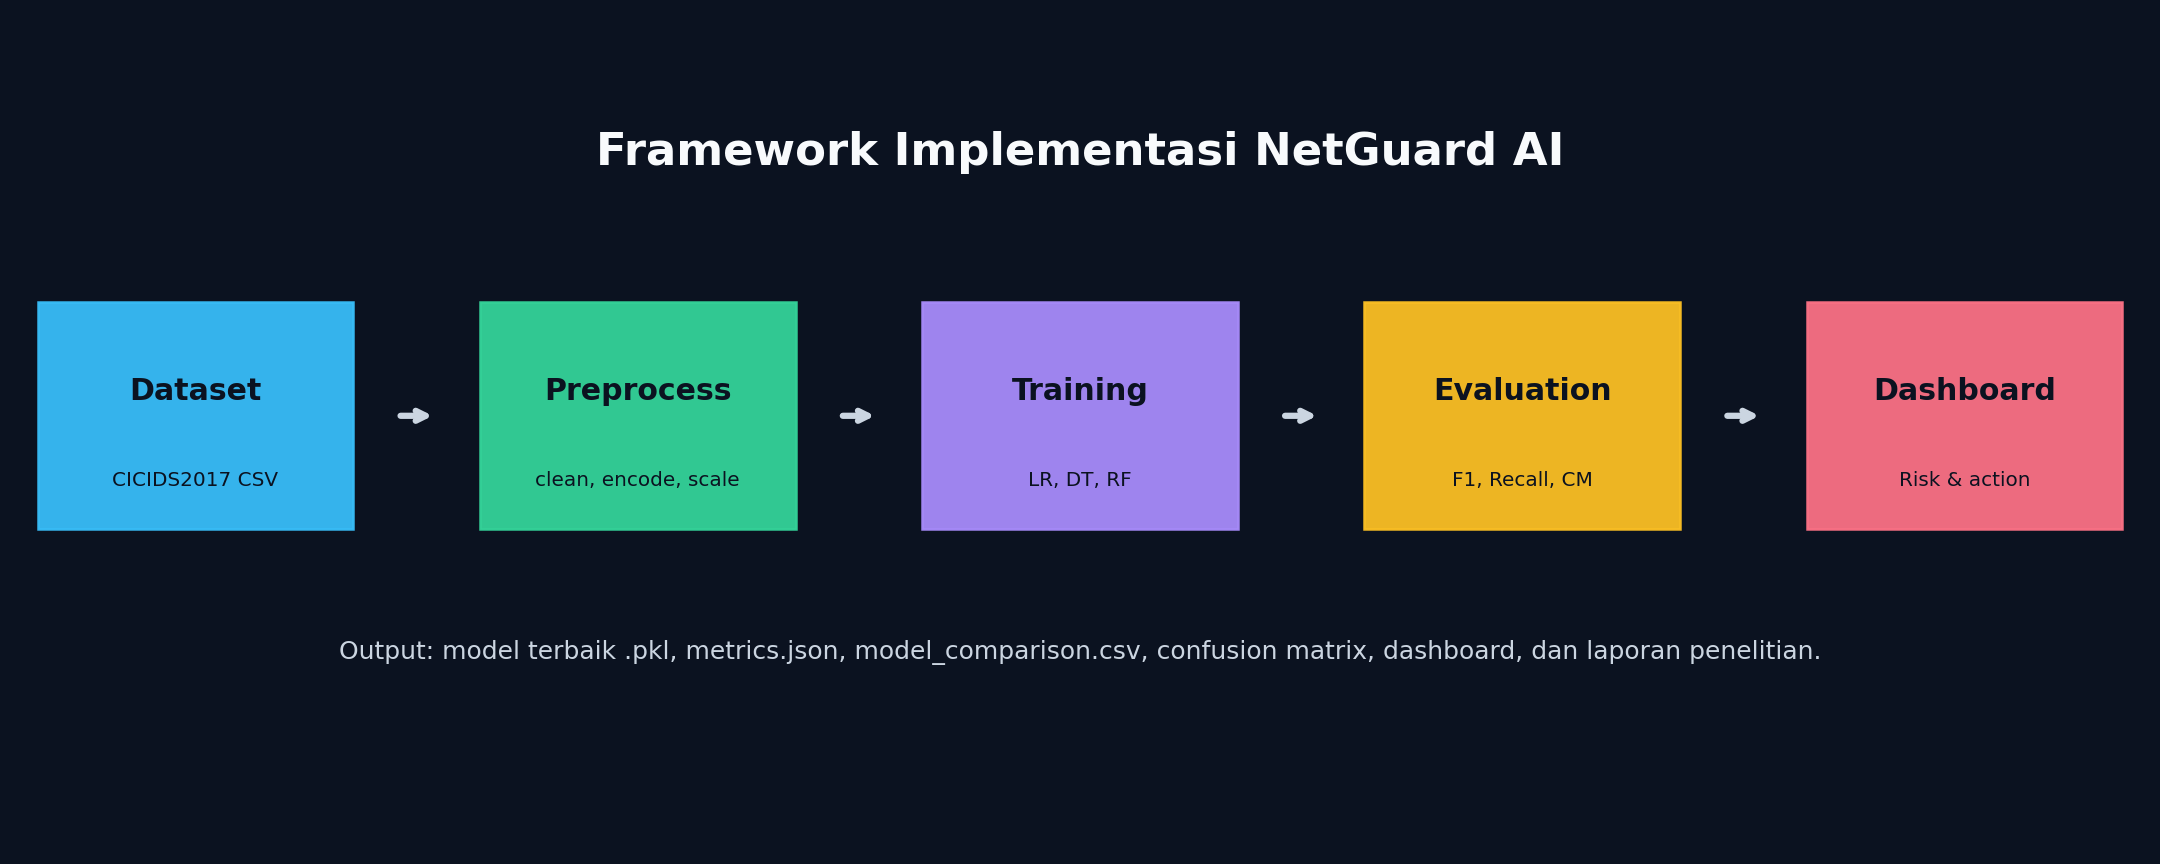 Framework Implementasi NetGuard AI
Dataset
CICIDS2017 CSV
Preprocess
clean, encode, scale
Training
LR, DT, RF
Evaluation
F1, Recall, CM
Dashboard
Risk & action
Output: model terbaik .pkl, metrics.json, model_comparison.csv, confusion matrix, dashboard, dan laporan penelitian.